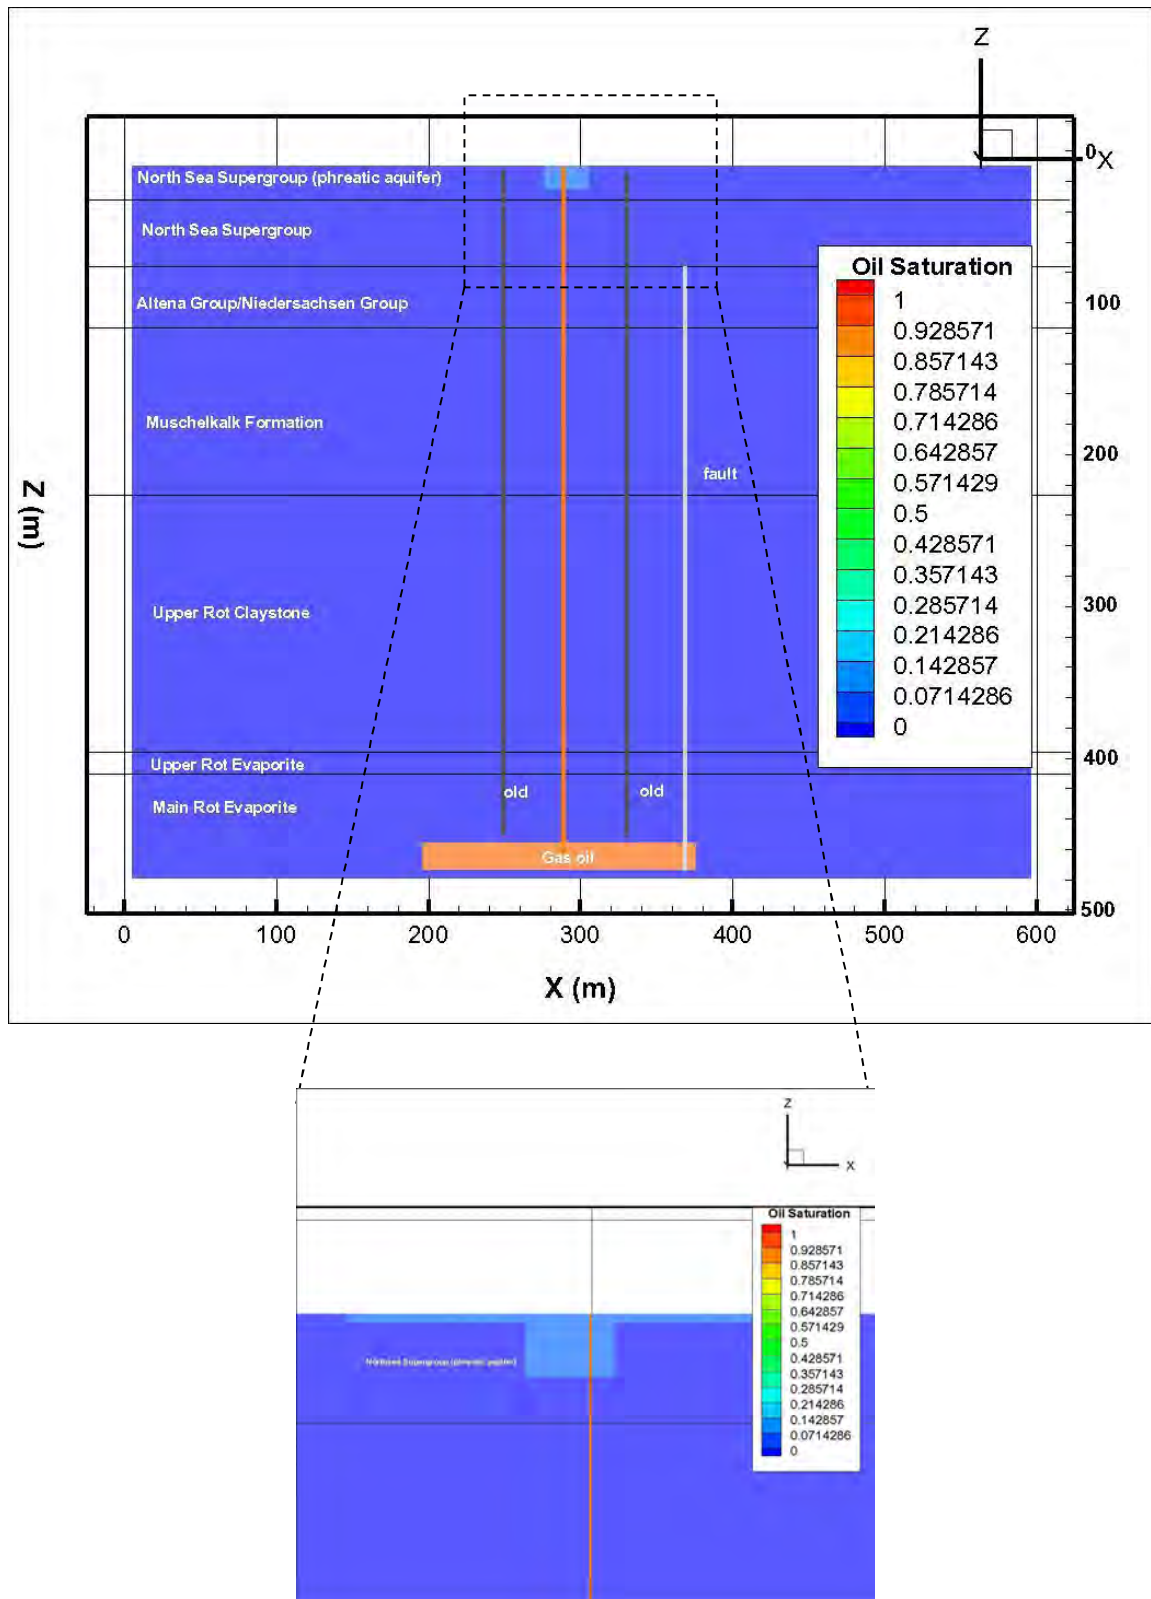 Z
0
X
North Sea Supergroup (phreatic aquifer)
North Sea Supergroup
Altena Group/Niedersachsen Group
Muschelkalk Formation
fault
Upper Rot Claystone
Upper Rot Evaporite
Main Rot Evaporite
old
old
Gas oil
Oil Saturation
1
0.928571
0.857143
0.785714
0.714286
0.642857
0.571429
0.5
0.428571
0.357143
0.285714
0.214286
0.142857
0.0714286
0
100
200
300
400
500
Z (m)
0
100
200
300
400
500
600
X (m)
Z
X
Oil Saturation
1
0.928571
0.857143
0.785714
0.714286
0.642857
0.571429
0.5
0.428571
0.357143
0.285714
0.214286
0.142857
0.0714286
0